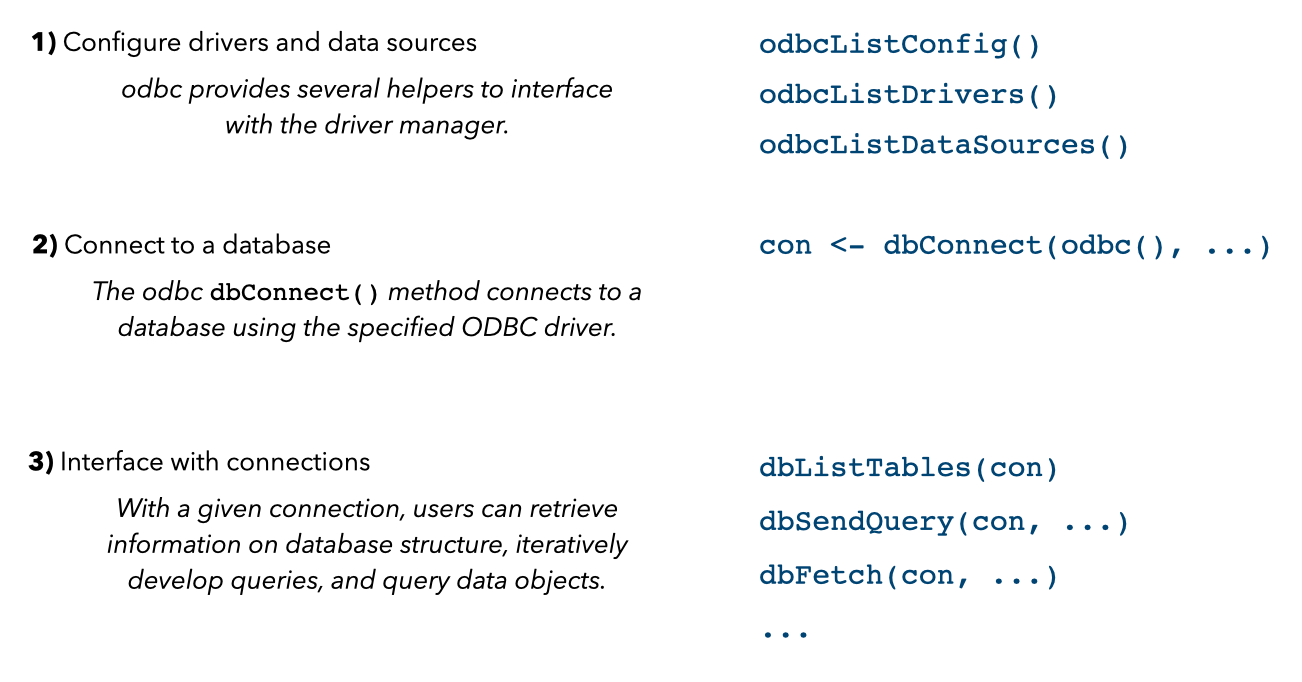 1) Configure drivers and data sources
odbc provides several helpers to interface
with the driver manager.
odbcListConfig()
odbcListDrivers()
odbcListDataSources()
2) Connect to a database
The odbc dbConnect() method connects to a
database using the specified ODBC driver.
con <- dbConnect(odbc(), ...)
3) Interface with connections
With a given connection, users can retrieve
information on database structure, iteratively
develop queries, and query data objects.
dbListTables(con)
dbSendQuery(con, ...)
dbFetch(con, ...)
...